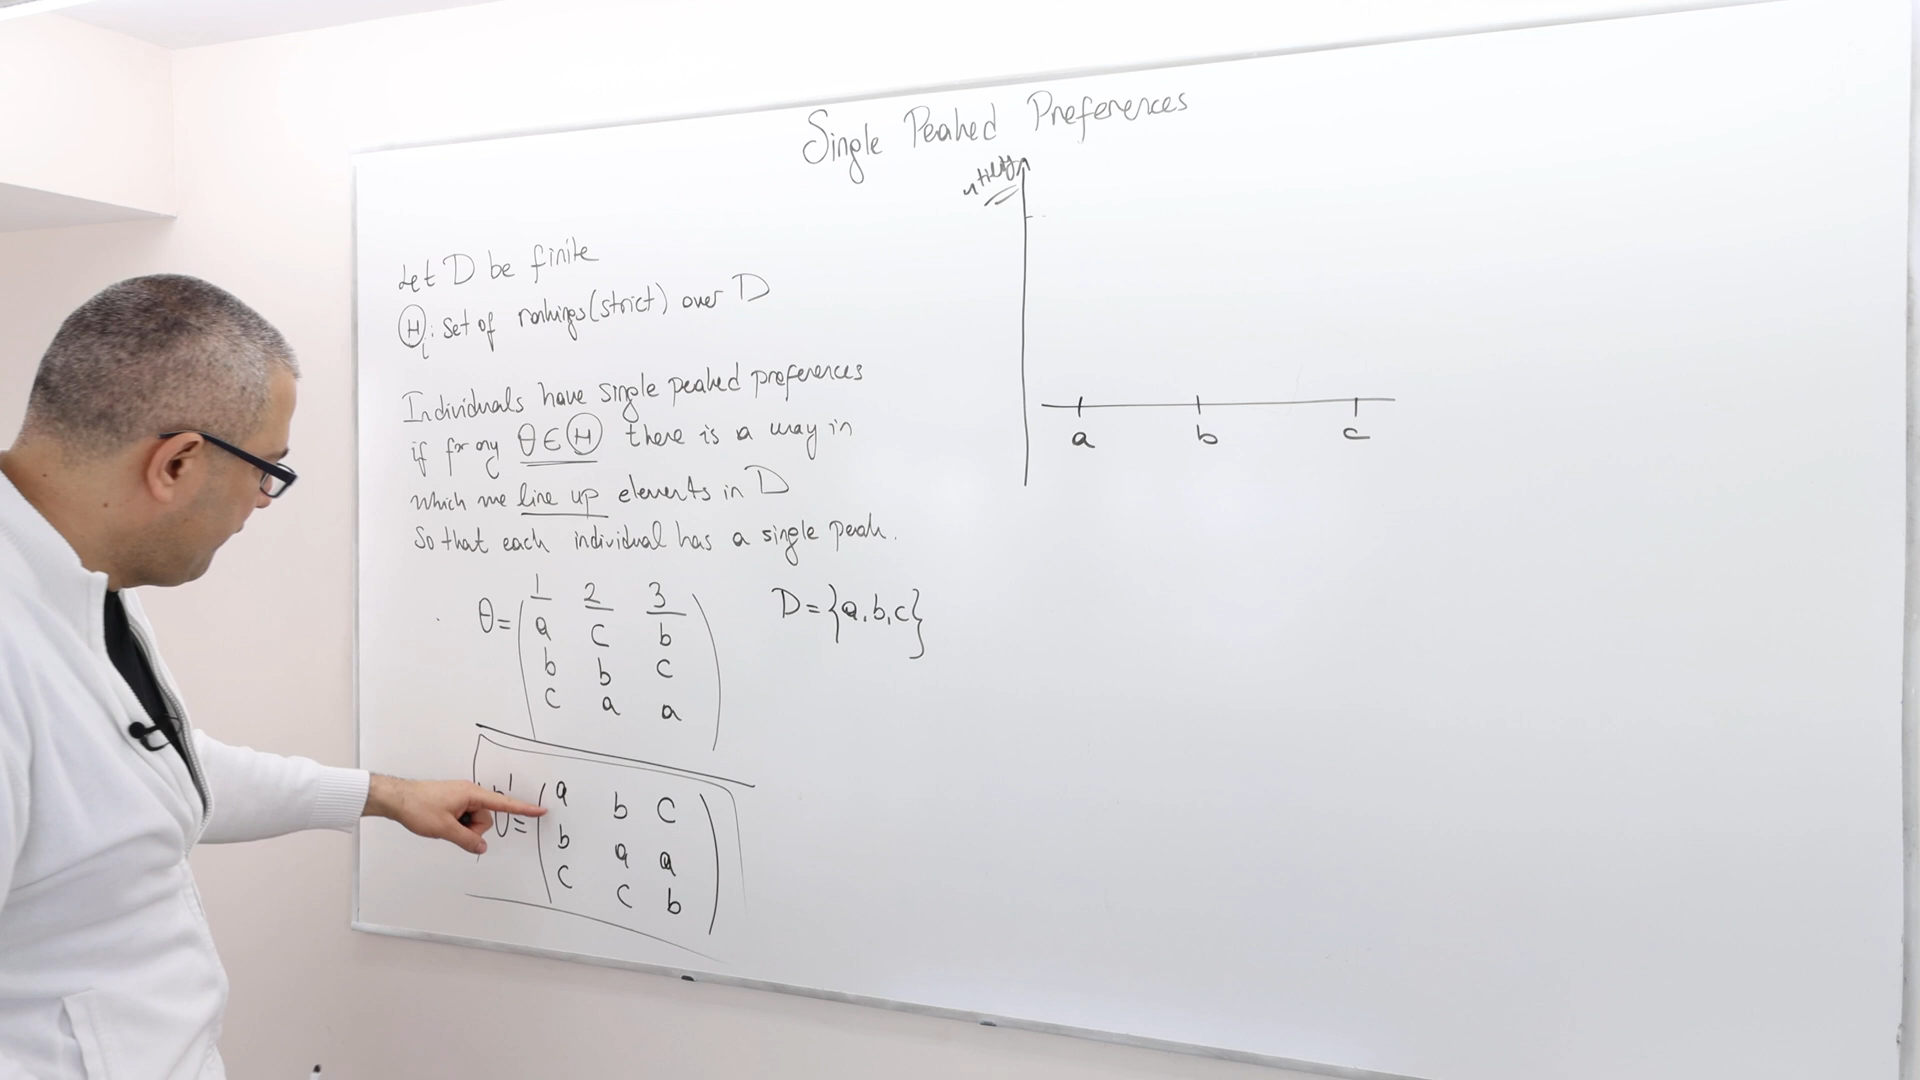 Single Peaked Preferences
utility
Let D be finite
Θi: Set of rankings (strict) over D
Individuals have single peaked preferences
if for any θ∈Θ there is a way in
which we line up elements in D
So that each individual has a single peak.
1 2 3
θ= a c b
b b c
c a a
D={a,b,c}
θ'= a b c
b a a
c c b
a b c